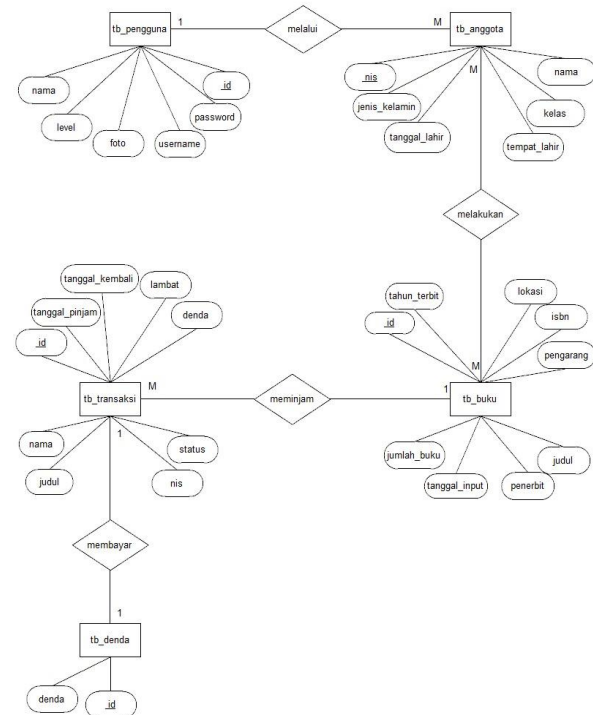 tb_pengguna
1
melalui
M
tb_anggota
nama
level
foto
username
password
id
nis
jenis_kelamin
tanggal_lahir
M
nama
kelas
tempat_lahir
melakukan
tanggal_kembali
lambat
tanggal_pinjam
denda
id
tahun_terbit
lokasi
id
isbn
pengarang
M
tb_transaksi
M
meminjam
1
tb_buku
nama
judul
1
status
nis
jumlah_buku
tanggal_input
penerbit
judul
membayar
1
tb_denda
denda
id